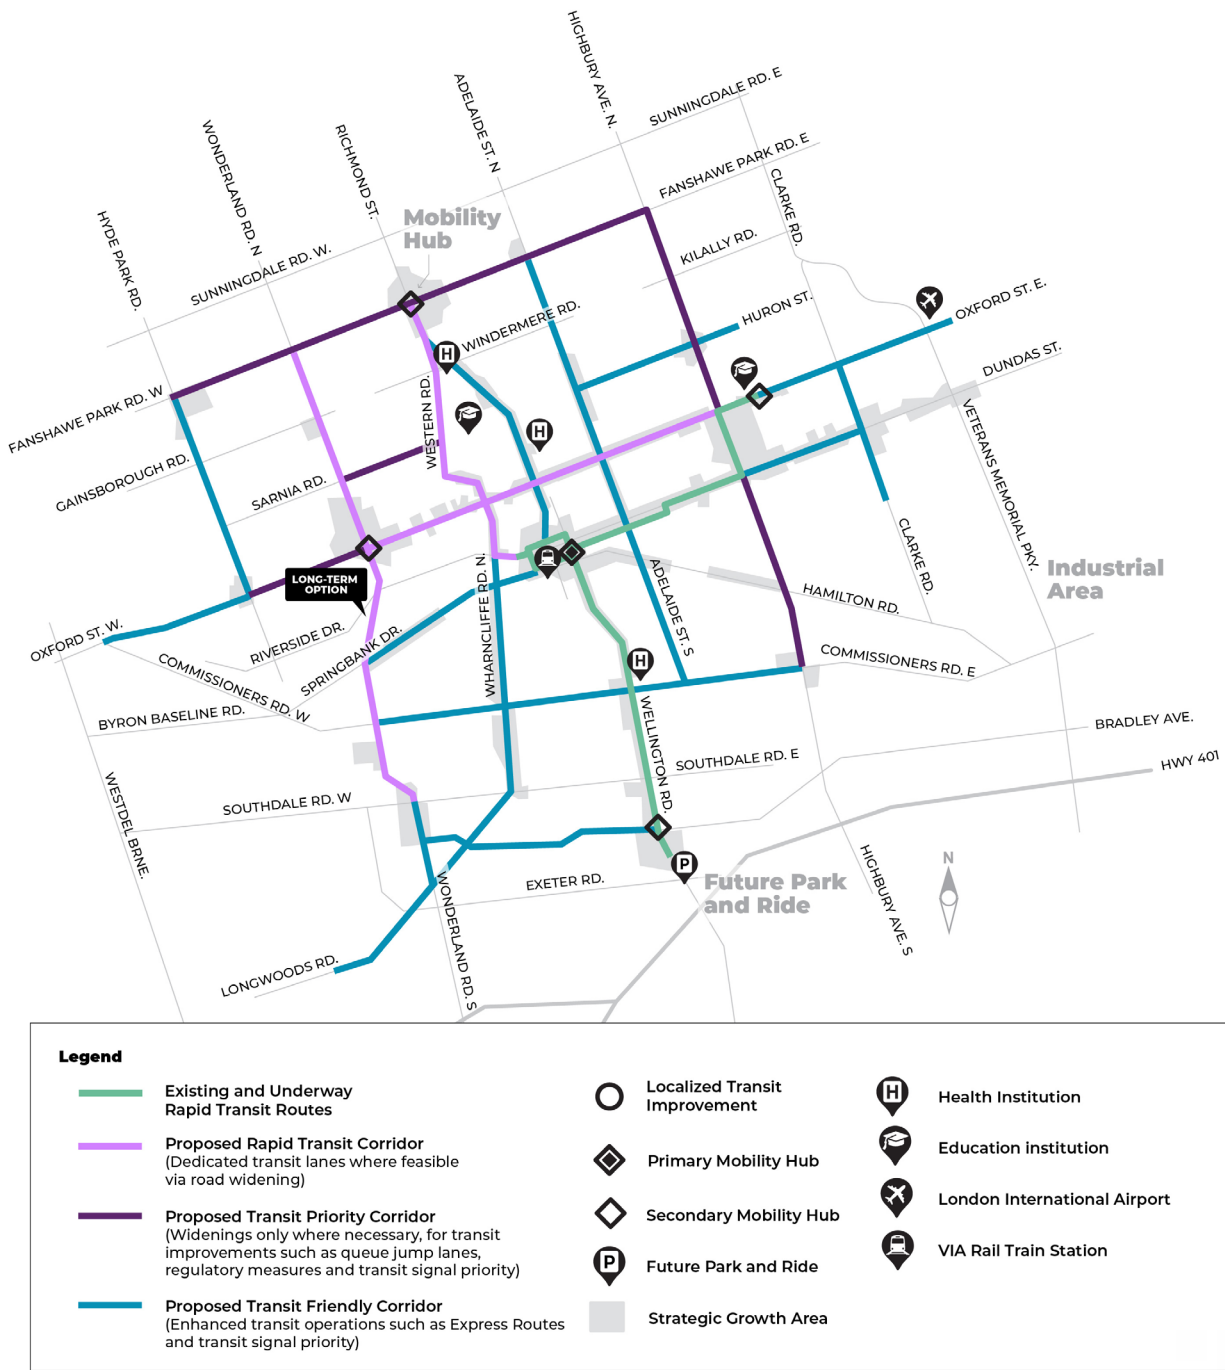 HIGHBURY AVE. N.
ADELAIDE ST. N
SUNNINGDALE RD. E
WONDERLAND RD. N
RICHMOND ST.
FANSHAWE PARK RD. E
CLARKE RD.
HYDE PARK RD.
Mobility
Hub
SUNNINGDALE RD. W.
KILALLY RD.
WINDERMERE RD.
HURON ST.
OXFORD ST. E.
DUNDAS ST.
H
FANSHAWE PARK RD. W
WESTERN RD.
H
GAINSBOROUGH RD.
SARNIA RD.
VETERANS MEMORIAL PKY.
CLARKE RD.
LONG-TERM
OPTION
WHARNCLIFFE RD. N.
ADELAIDE ST. S
HAMILTON RD.
Industrial
Area
OXFORD ST. W.
RIVERSIDE DR.
SPRINGBANK DR.
COMMISSIONERS RD. W
H
COMMISSIONERS RD. E
BYRON BASELINE RD.
WELLINGTON RD.
BRADLEY AVE.
SOUTHDALE RD. E
HWY 401
WESTDEL BRNE.
SOUTHDALE RD. W
P
Future Park
and Ride
EXETER RD.
HIGHBURY AVE. S
N
WONDERLAND RD. S
LONGWOODS RD.
Legend
Existing and Underway
Rapid Transit Routes
Proposed Rapid Transit Corridor
(Dedicated transit lanes where feasible
via road widening)
Proposed Transit Priority Corridor
(Widenings only where necessary, for transit
improvements such as queue jump lanes,
regulatory measures and transit signal priority)
Proposed Transit Friendly Corridor
(Enhanced transit operations such as Express Routes
and transit signal priority)
Localized Transit
Improvement
Primary Mobility Hub
Secondary Mobility Hub
P
Future Park and Ride
Strategic Growth Area
H
Health Institution
Education institution
London International Airport
VIA Rail Train Station